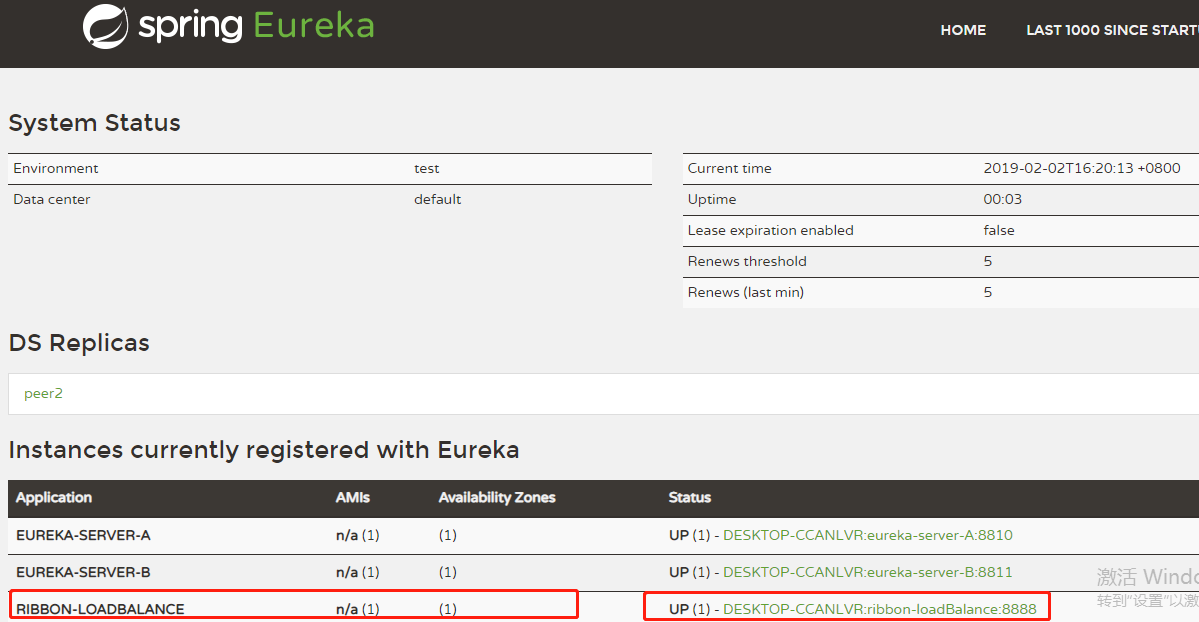 spring Eureka
HOME LAST 1000 SINCE START
System Status
Environment test
Data center default
Current time 2019-02-02T16:20:13 +0800
Uptime 00:03
Lease expiration enabled false
Renews threshold 5
Renews (last min) 5
DS Replicas
peer2
Instances currently registered with Eureka
Application AMIs Availability Zones Status
EUREKA-SERVER-A n/a (1) (1) UP (1) - DESKTOP-CCANLVR:eureka-server-A:8810
EUREKA-SERVER-B n/a (1) (1) UP (1) - DESKTOP-CCANLVR:eureka-server-B:8811
激活 Windo
RIBBON-LOADBALANCE n/a (1) (1) UP (1) - DESKTOP-CCANLVR:ribbon-loadBalance:8888
转到"设置"以激